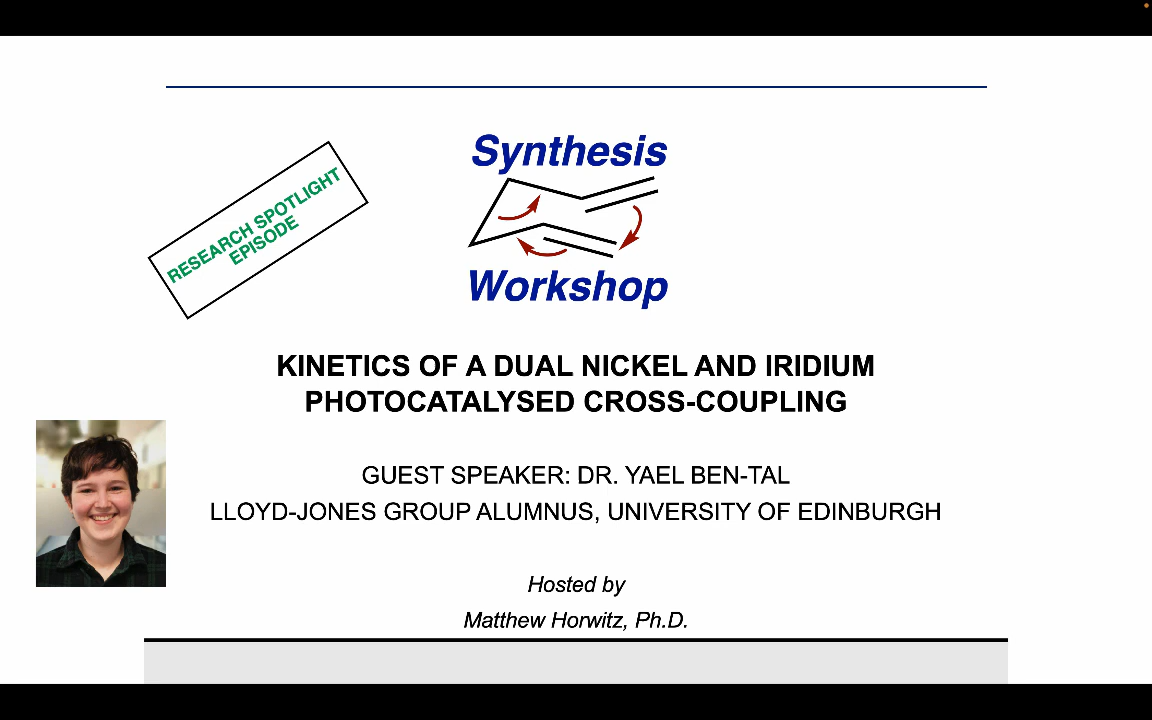 Synthesis
RESEARCH SPOTLIGHT
EPISODE
Workshop
KINETICS OF A DUAL NICKEL AND IRIDIUM
PHOTOCATALYSED CROSS-COUPLING
GUEST SPEAKER: DR. YAEL BEN-TAL
LLOYD-JONES GROUP ALUMNUS, UNIVERSITY OF EDINBURGH
Hosted by
Matthew Horwitz, Ph.D.